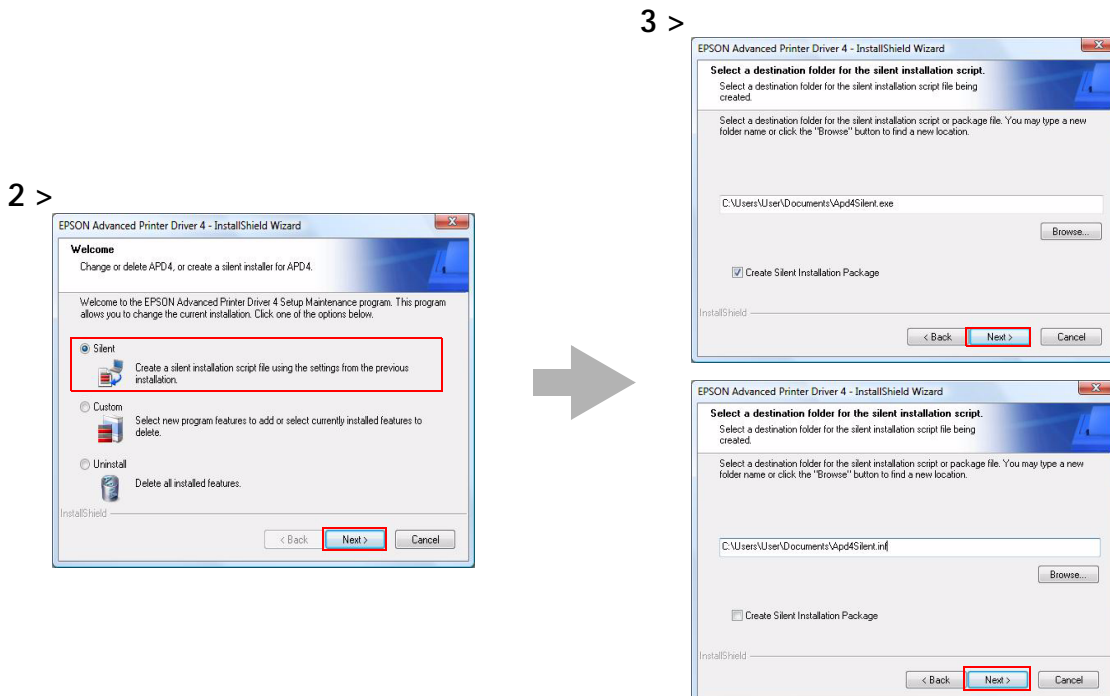 2 >
EPSON Advanced Printer Driver 4 - InstallShield Wizard
Welcome
Change or delete APD4, or create a silent installer for APD4.
Welcome to the EPSON Advanced Printer Driver 4 Setup Maintenance program. This program
allows you to change the current installation. Click one of the options below.
Silent
Create a silent installation script file using the settings from the previous
installation.
Custom
Select new program features to add or select currently installed features to
delete.
Uninstall
Delete all installed features.
InstallShield
< Back Next > Cancel
3 >
EPSON Advanced Printer Driver 4 - InstallShield Wizard
Select a destination folder for the silent installation script.
Select a destination folder for the silent installation script file being
created.
Select a destination folder for the silent installation script or package file. You may type a new
folder name or click the "Browse" button to find a new location.
C:\Users\User\Documents\Apd4Silent.exe
Browse...
Create Silent Installation Package
InstallShield
< Back Next > Cancel
EPSON Advanced Printer Driver 4 - InstallShield Wizard
Select a destination folder for the silent installation script.
Select a destination folder for the silent installation script file being
created.
Select a destination folder for the silent installation script or package file. You may type a new
folder name or click the "Browse" button to find a new location.
C:\Users\User\Documents\Apd4Silent.inf
Browse...
Create Silent Installation Package
InstallShield
< Back Next > Cancel